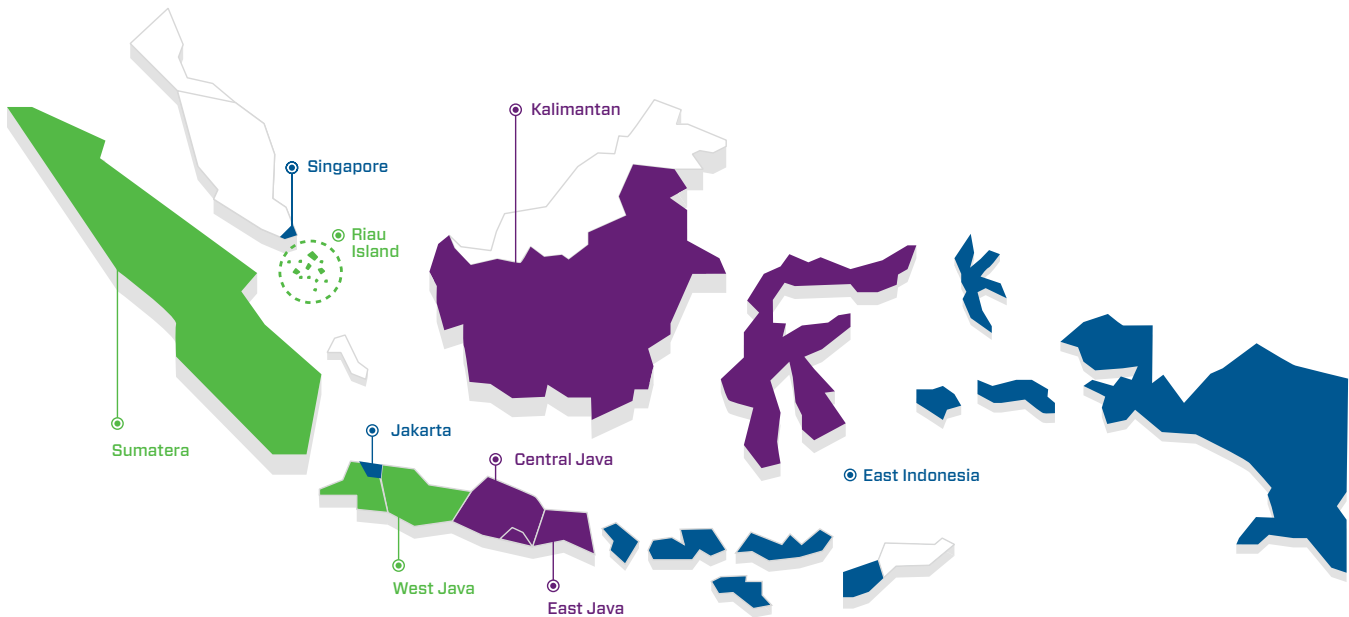 Kalimantan
Singapore
Riau
Island
Sumatera
Jakarta
Central Java
East Indonesia
West Java
East Java